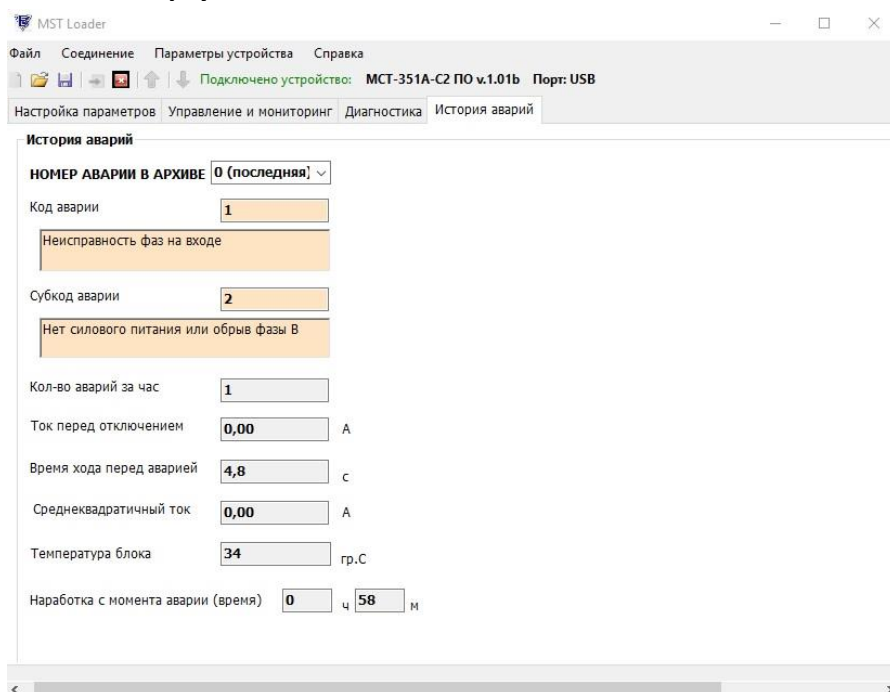 MST Loader
Файл Соединение Параметры устройства Справка
Подключено устройство: МСТ-351А-С2 ПО v.1.01b Порт: USB
Настройка параметров Управление и мониторинг Диагностика История аварий
История аварий
НОМЕР АВАРИИ В АРХИВЕ 0 (последняя)
Код аварии 1
Неисправность фаз на входе
Субкод аварии 2
Нет силового питания или обрыв фазы В
Кол-во аварий за час 1
Ток перед отключением 0,00 А
Время хода перед аварией 4,8 с
Среднеквадратичный ток 0,00 А
Температура блока 34 гр.С
Наработка с момента аварии (время) 0 ч 58 м